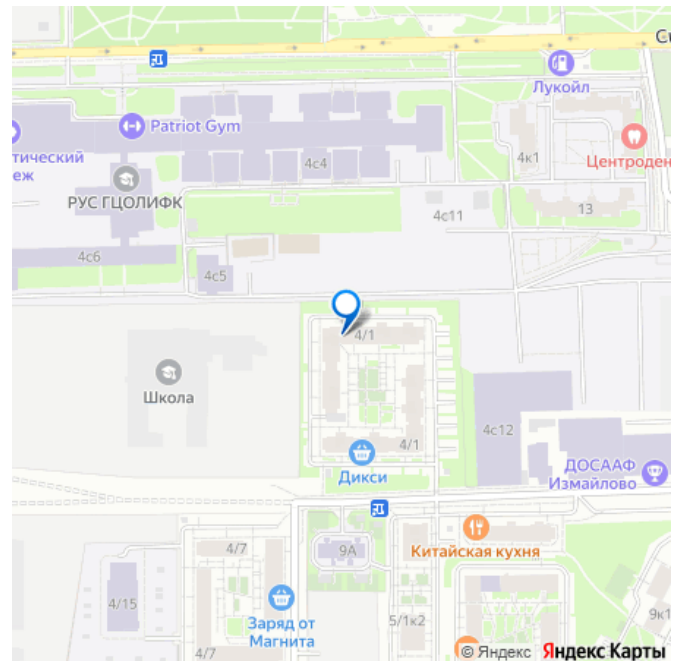 Лукойл
Patriot Gym
тический
еж
4с4
4к1
Центроден
РУС ГЦОЛИФК
4с11
13
4с6
4с5
4/1
Школа
4с12
4/1
Дикси
ДОСААФ
Измайлово
Китайская кухня
4/7
9А
4/15
Заряд от
Магнита
5/1к2
9к1
4/7
© Яндекс Яндекс Карты